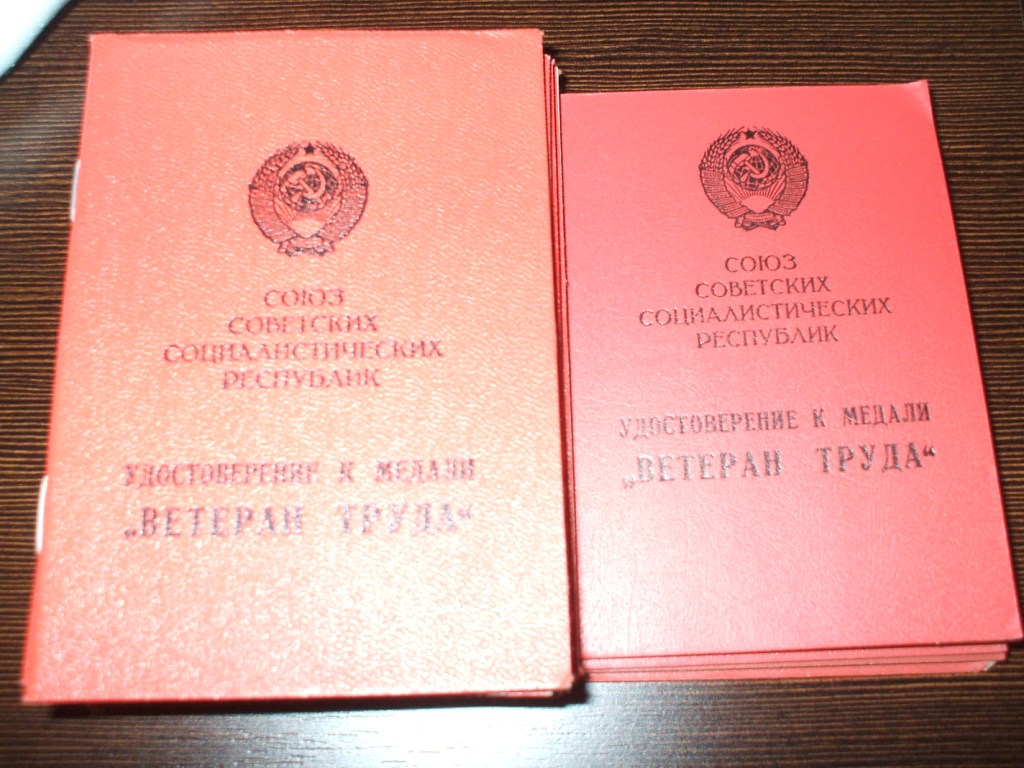 СОЮЗ
СОВЕТСКИХ
СОЦИАЛИСТИЧЕСКИХ
РЕСПУБЛИК
УДОСТОВЕРЕНИЕ К МЕДАЛИ
„ВЕТЕРАН ТРУДА“
СОЮЗ
СОВЕТСКИХ
СОЦИАЛИСТИЧЕСКИХ
РЕСПУБЛИК
УДОСТОВЕРЕНИЕ К МЕДАЛИ
„ВЕТЕРАН ТРУДА“